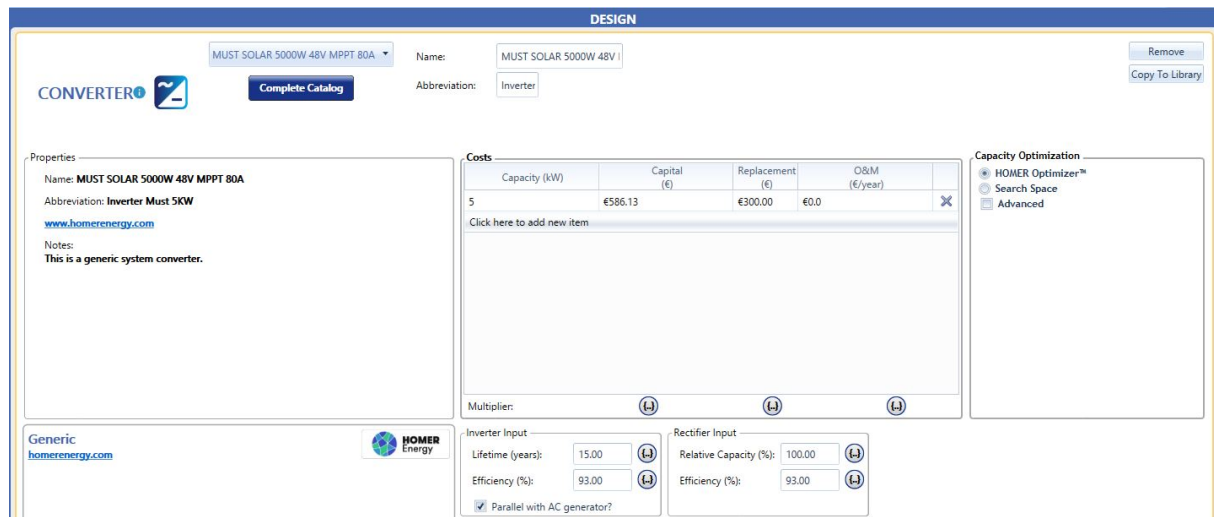 DESIGN
MUST SOLAR 5000W 48V MPPT 80A
Name:
MUST SOLAR 5000W 48V
Remove
Copy To Library
CONVERTER
Complete Catalog
Abbreviation:
Inverter
Properties
Name: MUST SOLAR 5000W 48V MPPT 80A
Abbreviation: Inverter Must 5KW
www.homerenergy.com
Notes:
This is a generic system converter.
Costs
Capacity (kW) Capital (€) Replacement (€) O&M (€/year)
5 €586.13 €300.00 €0.0
Click here to add new item
Multiplier: (..) (..) (..)
Capacity Optimization
HOMER Optimizer™
Search Space
Advanced
Generic
homerenergy.com
HOMER
Energy
Inverter Input
Lifetime (years): 15.00 (..)
Efficiency (%): 93.00 (..)
Parallel with AC generator?
Rectifier Input
Relative Capacity (%): 100.00 (..)
Efficiency (%): 93.00 (..)